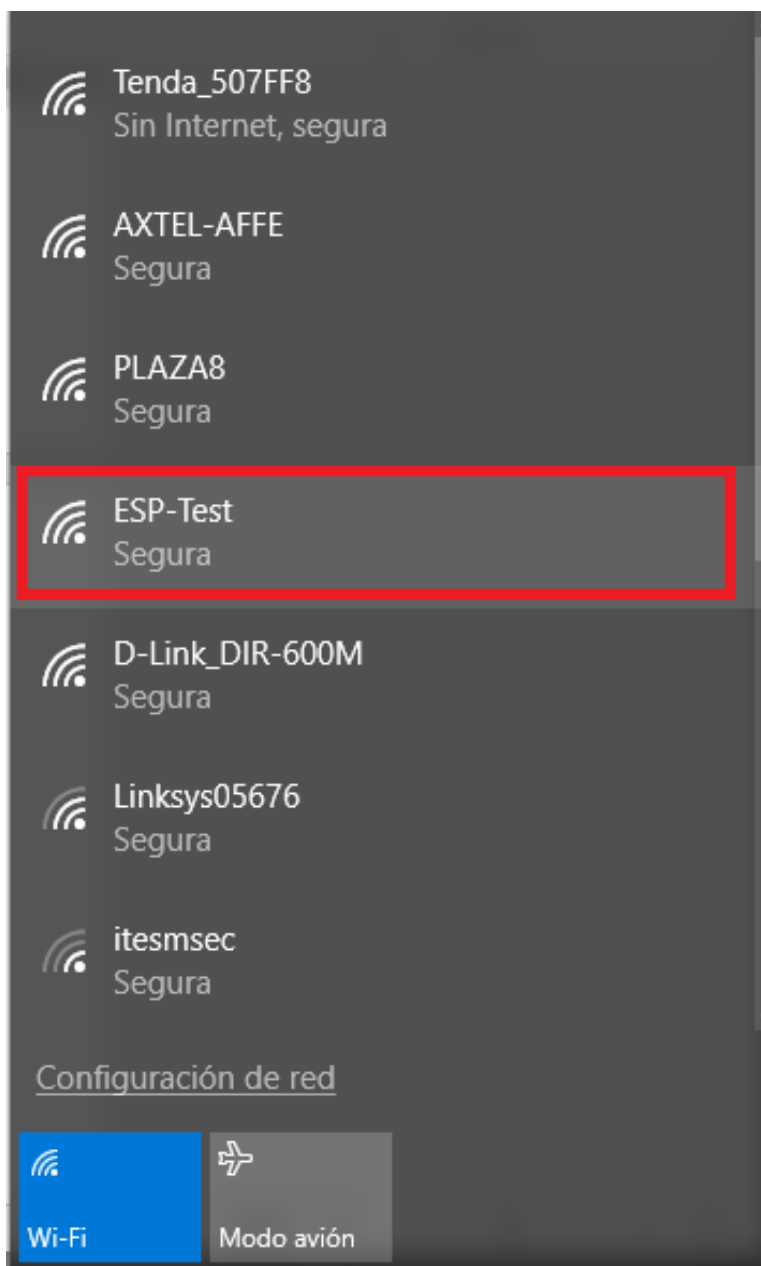 Tenda_507FF8
Sin Internet, segura
AXTEL-AFFE
Segura
PLAZA8
Segura
ESP-Test
Segura
D-Link_DIR-600M
Segura
Linksys05676
Segura
itesmsec
Segura
Configuración de red
Wi-Fi
Modo avión